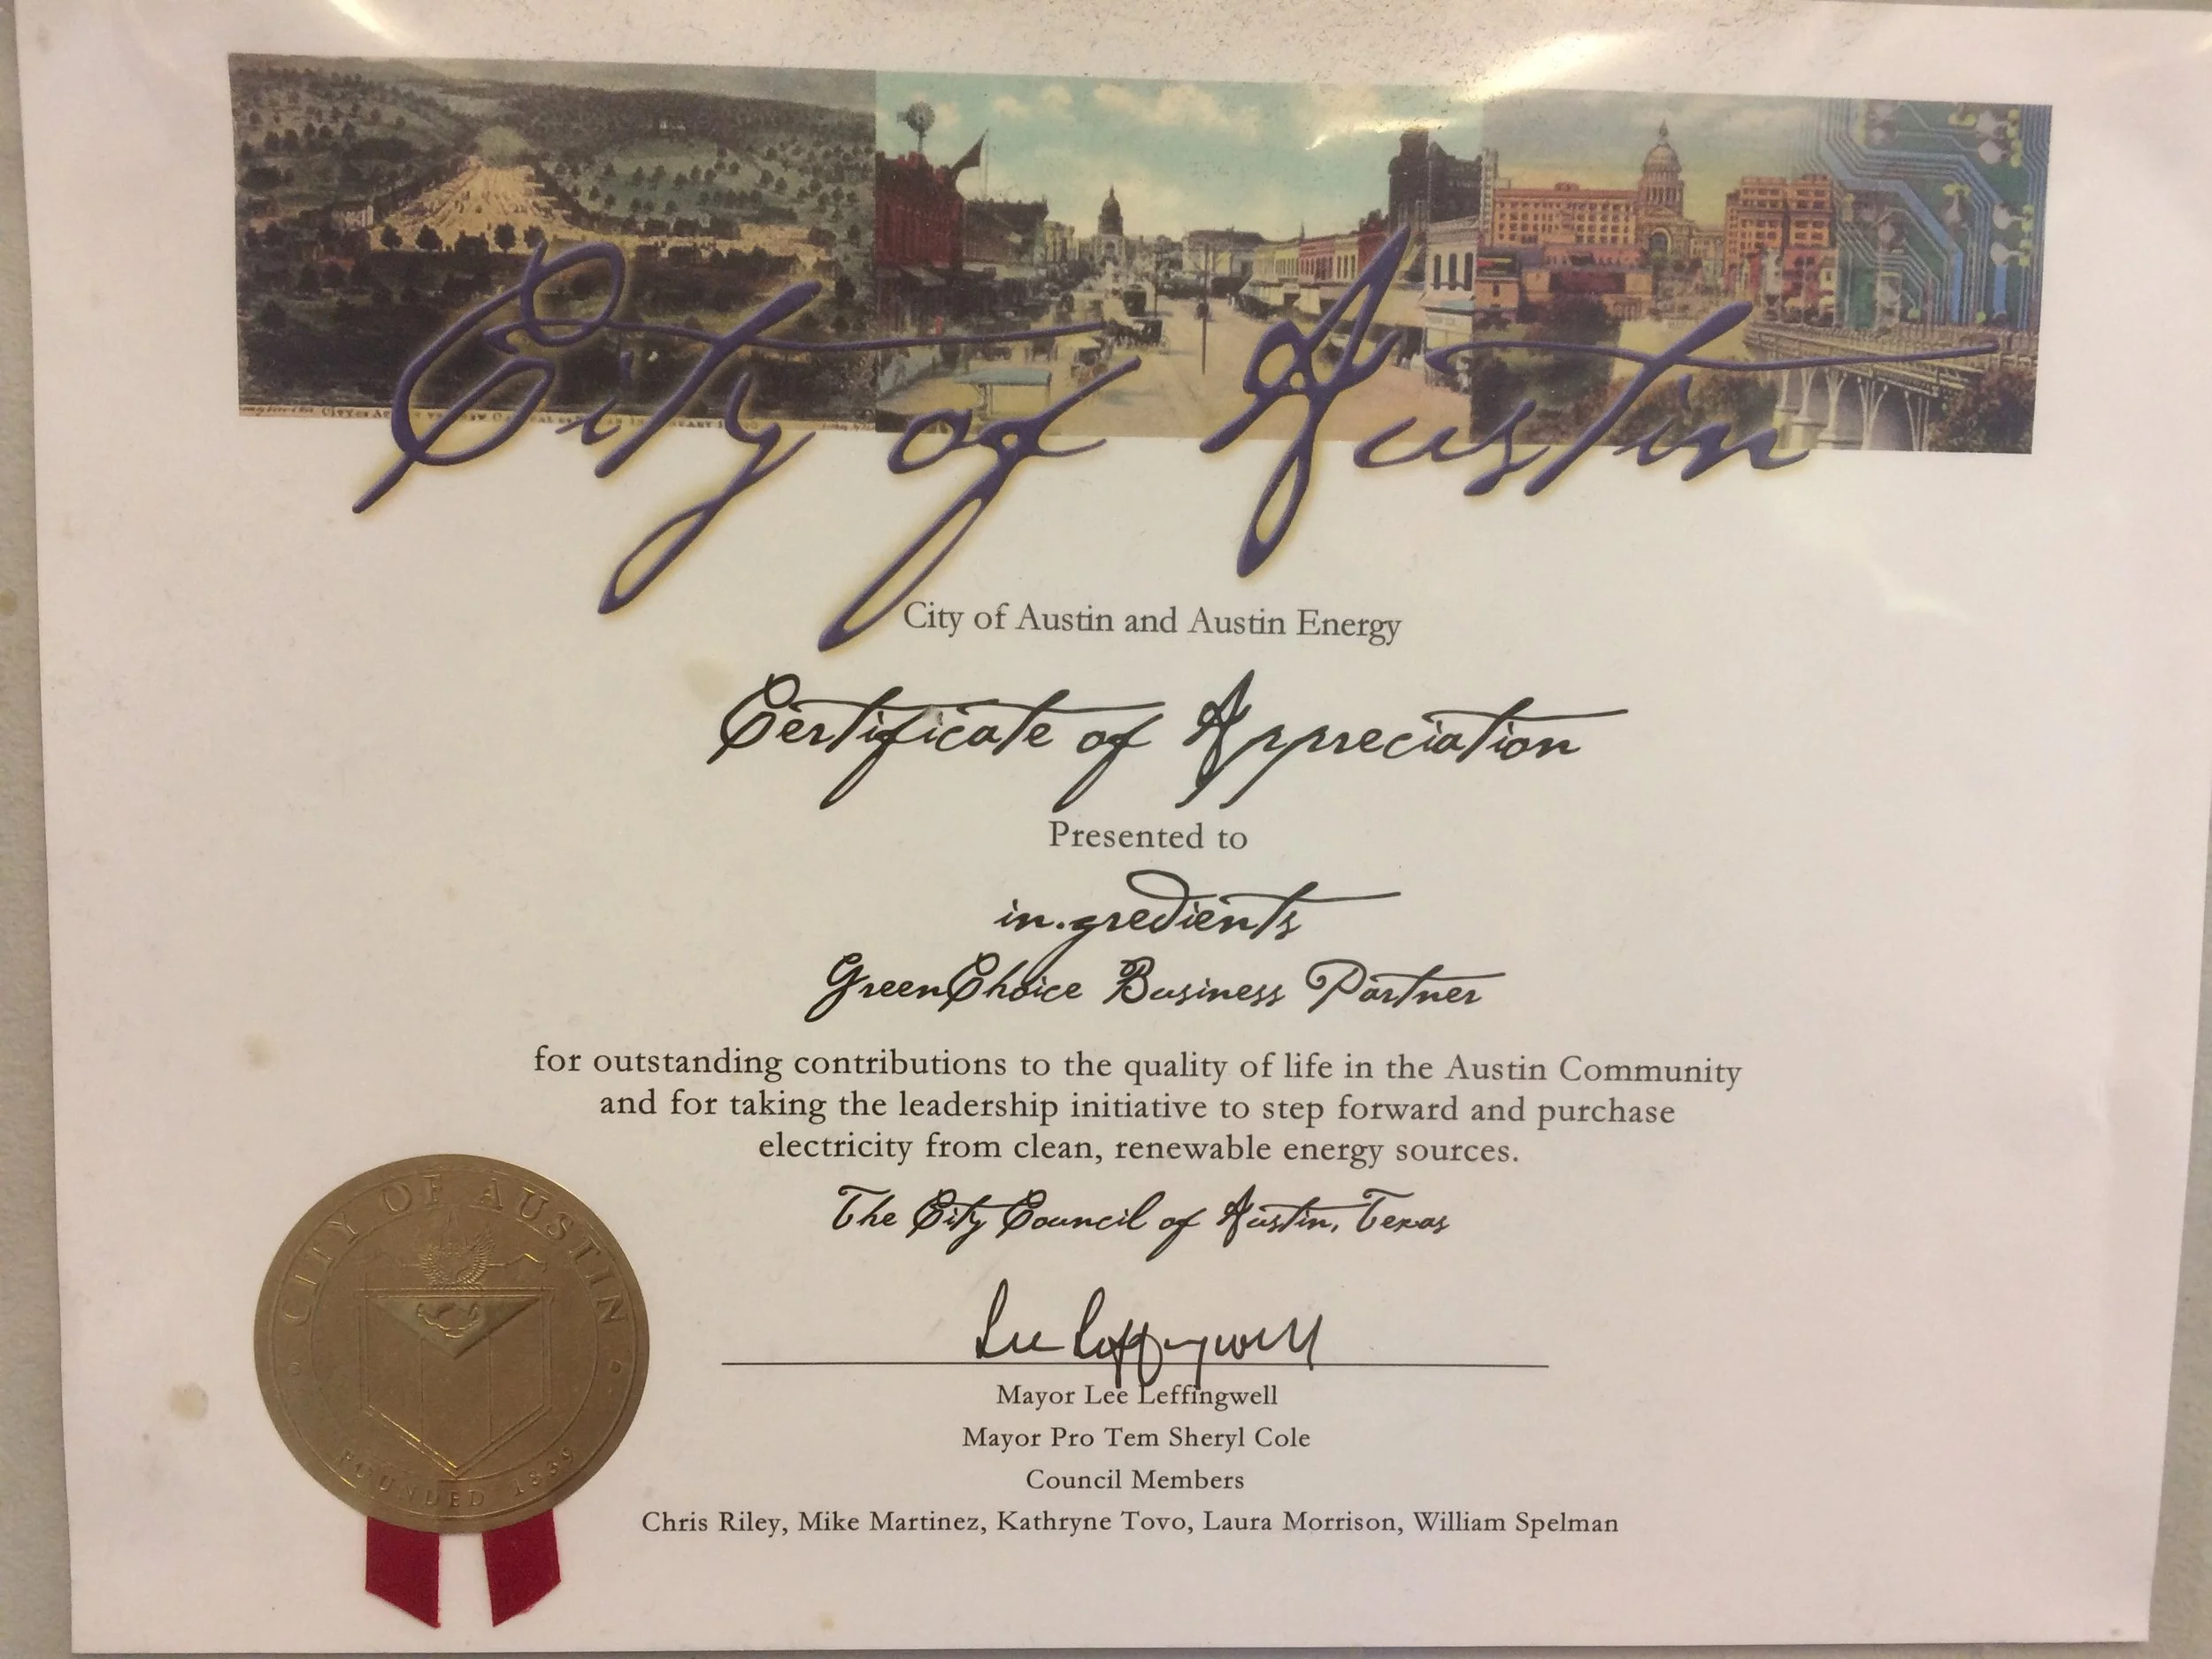 City of Austin
City of Austin and Austin Energy
Certificate of Appreciation
Presented to
in.gredients
GreenChoice Business Partner
for outstanding contributions to the quality of life in the Austin Community
and for taking the leadership initiative to step forward and purchase
electricity from clean, renewable energy sources.
The City Council of Austin, Texas
Lee Leffingwell
Mayor Lee Leffingwell
Mayor Pro Tem Sheryl Cole
Council Members
Chris Riley, Mike Martinez, Kathryne Tovo, Laura Morrison, William Spelman
CITY OF AUSTIN
FOUNDED 1839